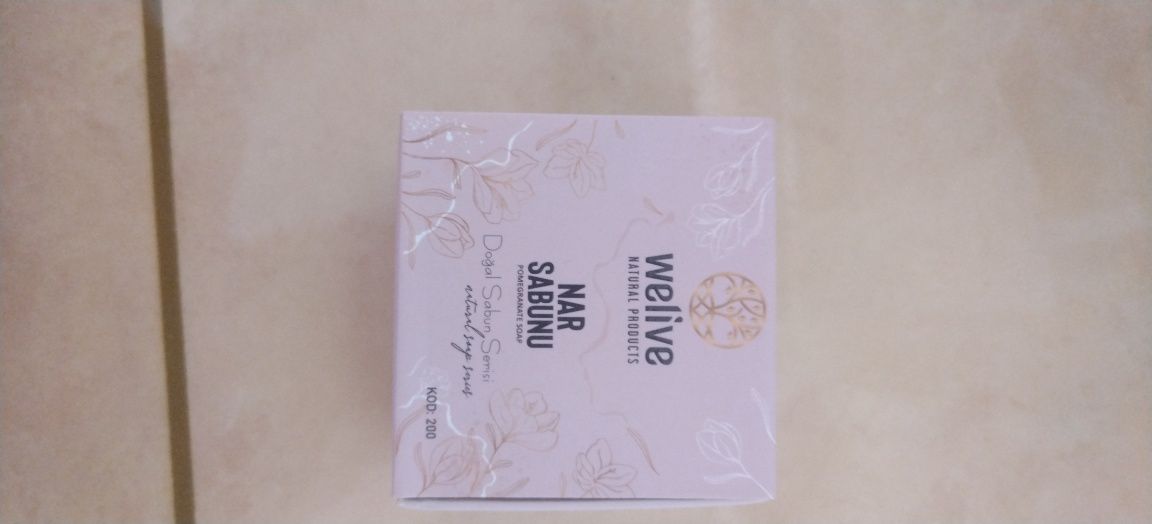 welive
NATURAL PRODUCTS
NAR
SABUNU
POMEGRANATE SOAP
Doğal Sabun Serisi
natural soap series
KOD: 200